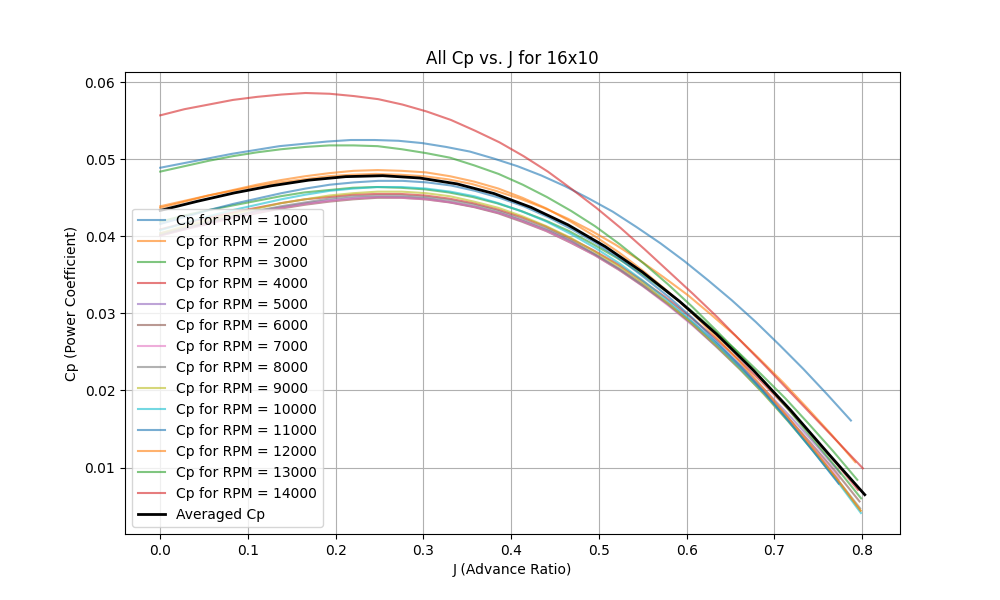 All Cp vs. J for 16x10
Cp (Power Coefficient)
0.06
0.05
0.04
0.03
0.02
0.01
Cp for RPM = 1000
Cp for RPM = 2000
Cp for RPM = 3000
Cp for RPM = 4000
Cp for RPM = 5000
Cp for RPM = 6000
Cp for RPM = 7000
Cp for RPM = 8000
Cp for RPM = 9000
Cp for RPM = 10000
Cp for RPM = 11000
Cp for RPM = 12000
Cp for RPM = 13000
Cp for RPM = 14000
Averaged Cp
0.0 0.1 0.2 0.3 0.4 0.5 0.6 0.7 0.8
J (Advance Ratio)